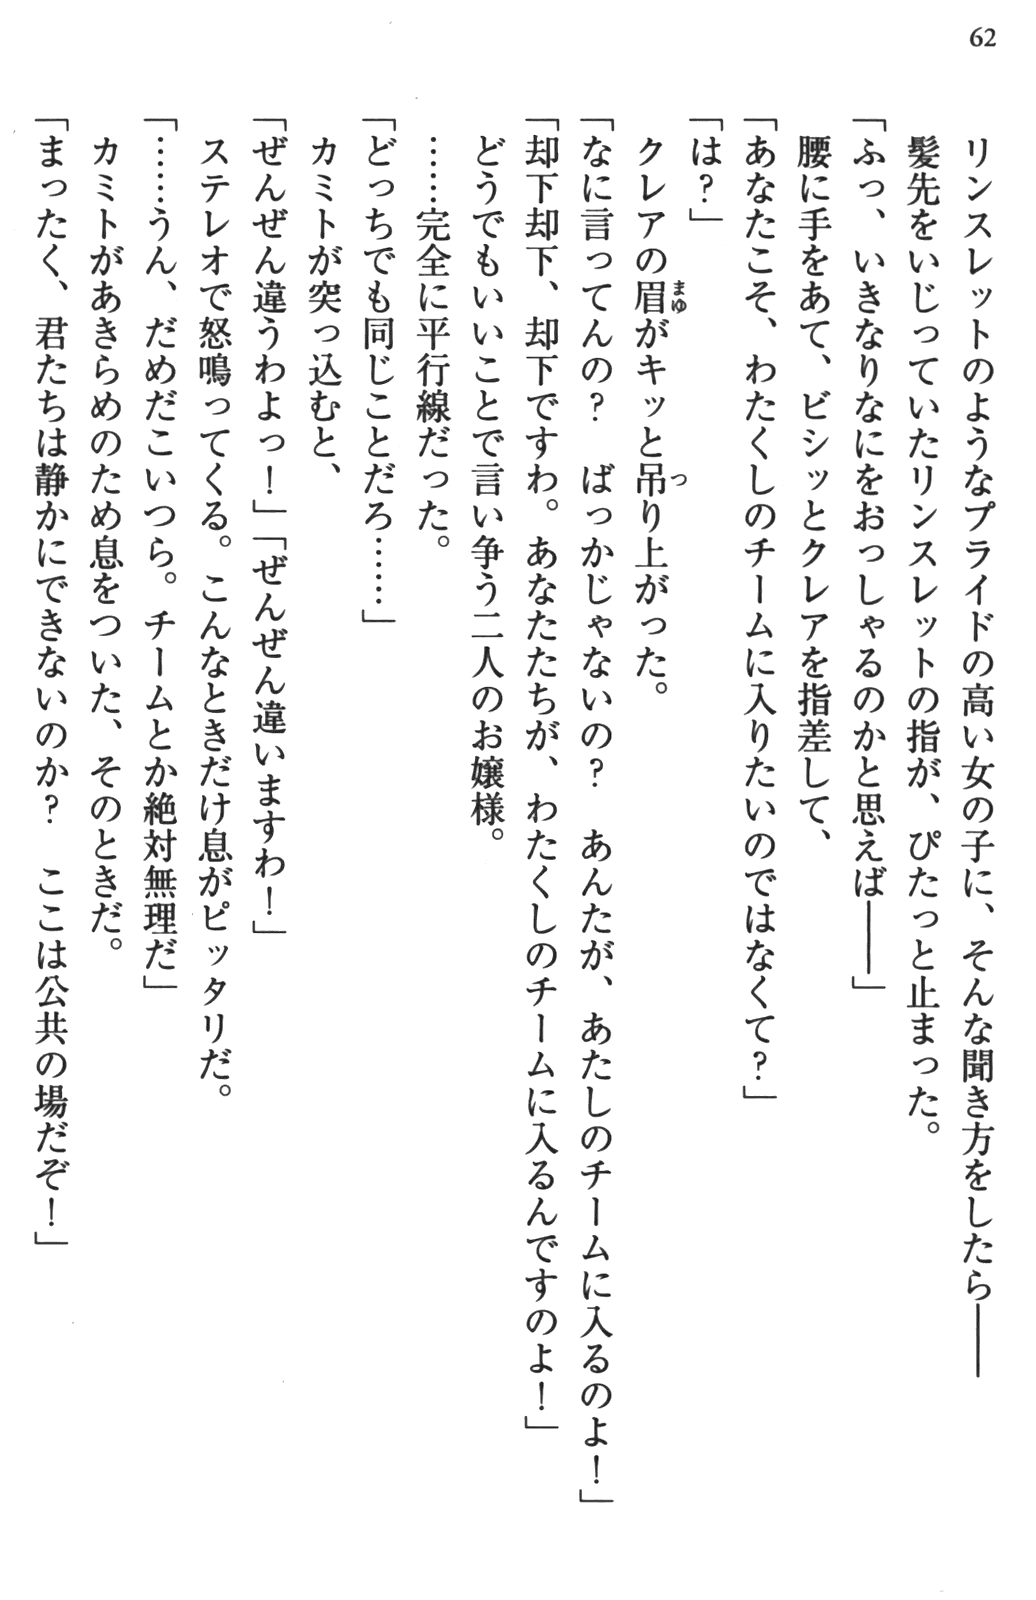 62
リンスレットのようなプライドの高い女の子に、そんな聞き方をしたら――
髪先をいじっていたリンスレットの指が、ぴたっと止まった。
「ふっ、いきなりなにをおっしゃるのかと思えば――」
腰に手をあて、ビシッとクレアを指差して、
「あなたこそ、わたくしのチームに入りたいのではなくて？」
「は？」
クレアの眉がキッと吊り上がった。
「なに言ってんの？　ばっかじゃないの？　あんたが、あたしのチームに入るのよ！」
「却下却下、却下ですわ。あなたたちが、わたくしのチームに入るんですのよ！」
どうでもいいことで言い争う二人のお嬢様。
……完全に平行線だった。
「どっちでも同じことだろ……」
カミトが突っ込むと、
「ぜんぜん違うわよっ！」「ぜんぜん違いますわ！」
ステレオで怒鳴ってくる。こんなときだけ息がピッタリだ。
「……うん、だめだこいつら。チームとか絶対無理だ」
カミトがあきらめのため息をついた、そのときだ。
「まったく、君たちは静かにできないのか？　ここは公共の場だぞ！」